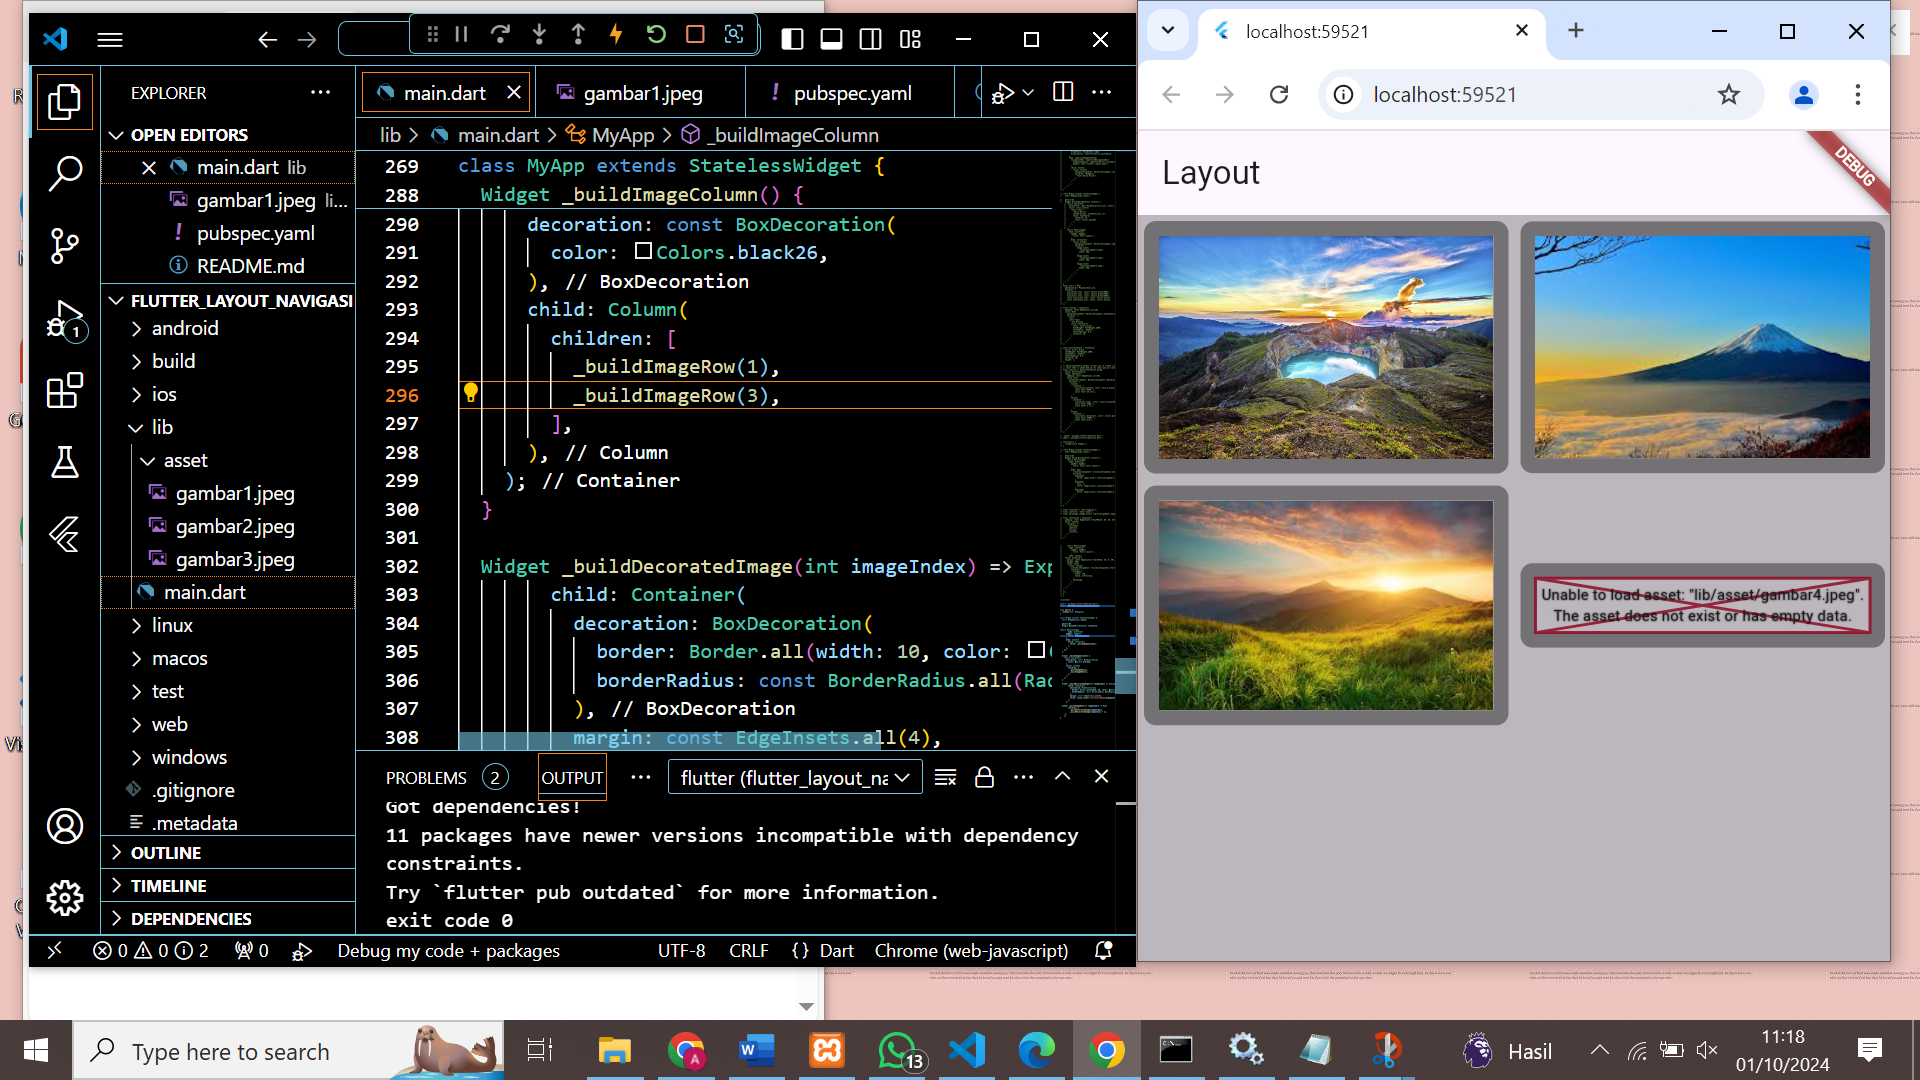 main.dart
gambar1.jpeg
pubspec.yaml
lib
main.dart
MyApp
_buildImageColumn
EXPLORER
OPEN EDITORS
main.dart lib
gambar1.jpeg li...
pubspec.yaml
README.md
FLUTTER_LAYOUT_NAVIGASI
android
build
ios
lib
asset
gambar1.jpeg
gambar2.jpeg
gambar3.jpeg
main.dart
linux
macos
test
web
windows
.gitignore
.metadata
OUTLINE
TIMELINE
DEPENDENCIES
1
269 class MyApp extends StatelessWidget {
288 Widget _buildImageColumn() {
290 decoration: const BoxDecoration(
291 color: Colors.black26,
292 ), // BoxDecoration
293 child: Column(
294 children: [
295 _buildImageRow(1),
296 _buildImageRow(3),
297 ],
298 ), // Column
299 ); // Container
300 }
301
302 Widget _buildDecoratedImage(int imageIndex) => Exp
303 child: Container(
304 decoration: BoxDecoration(
305 border: Border.all(width: 10, color:
306 borderRadius: const BorderRadius.all(Rad
307 ), // BoxDecoration
308 margin: const EdgeInsets.all(4),
PROBLEMS 2
OUTPUT
flutter (flutter_layout_na
Got dependencies!
11 packages have newer versions incompatible with dependency
constraints.
Try `flutter pub outdated` for more information.
exit code 0
0 0 2
0
Debug my code + packages
UTF-8
CRLF
{} Dart
Chrome (web-javascript)
localhost:59521
localhost:59521
Layout
DEBUG
Unable to load asset: "lib/asset/gambar4.jpeg".
The asset does not exist or has empty data.
Type here to search
13
Hasil
11:18
01/10/2024